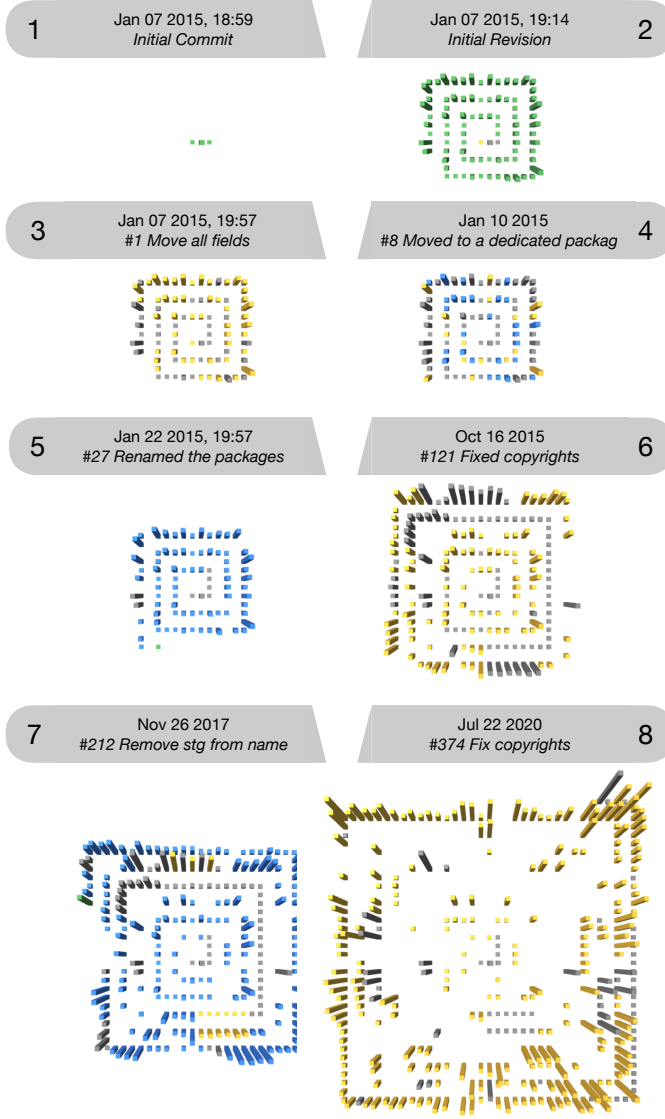 1
Jan 07 2015, 18:59
Initial Commit
Jan 07 2015, 19:14
Initial Revision
2
3
Jan 07 2015, 19:57
#1 Move all fields
Jan 10 2015
#8 Moved to a dedicated packag
4
5
Jan 22 2015, 19:57
#27 Renamed the packages
Oct 16 2015
#121 Fixed copyrights
6
7
Nov 26 2017
#212 Remove stg from name
Jul 22 2020
#374 Fix copyrights
8